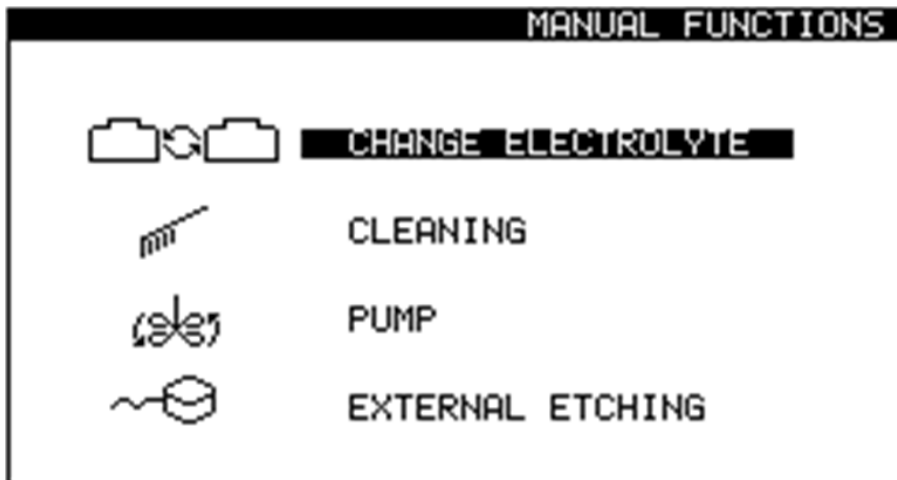 MANUAL FUNCTIONS
CHANGE ELECTROLYTE
CLEANING
PUMP
EXTERNAL ETCHING